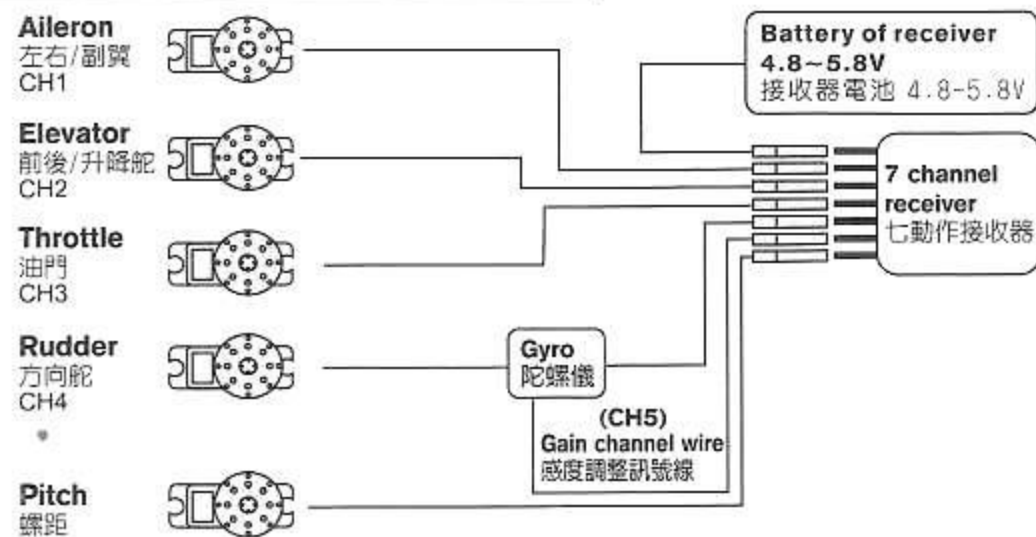 Aileron
左右/副翼
CH1
Elevator
前後/升降舵
CH2
Throttle
油門
CH3
Rudder
方向舵
CH4
Pitch
螺距
Gyro
陀螺儀
(CH5)
Gain channel wire
感度調整訊號線
Battery of receiver
4.8~5.8V
接收器電池 4.8-5.8V
7 channel
receiver
七動作接收器